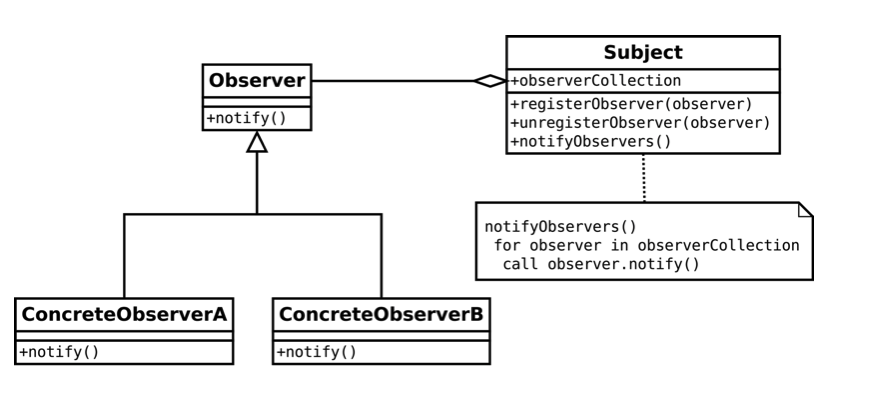 Subject
+observerCollection
+registerObserver(observer)
+unregisterObserver(observer)
+notifyObservers()
Observer
+notify()
notifyObservers()
for observer in observerCollection
call observer.notify()
ConcreteObserverA
+notify()
ConcreteObserverB
+notify()